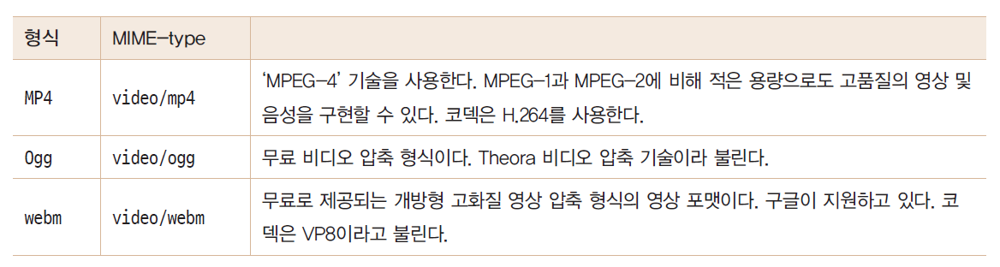 형식 MIME-type
MP4 video/mp4 ‘MPEG-4’ 기술을 사용한다. MPEG-1과 MPEG-2에 비해 적은 용량으로도 고품질의 영상 및
음성을 구현할 수 있다. 코덱은 H.264를 사용한다.
Ogg video/ogg 무료 비디오 압축 형식이다. Theora 비디오 압축 기술이라 불린다.
webm video/webm 무료로 제공되는 개방형 고화질 영상 압축 형식의 영상 포맷이다. 구글이 지원하고 있다. 코
덱은 VP8이라고 불린다.